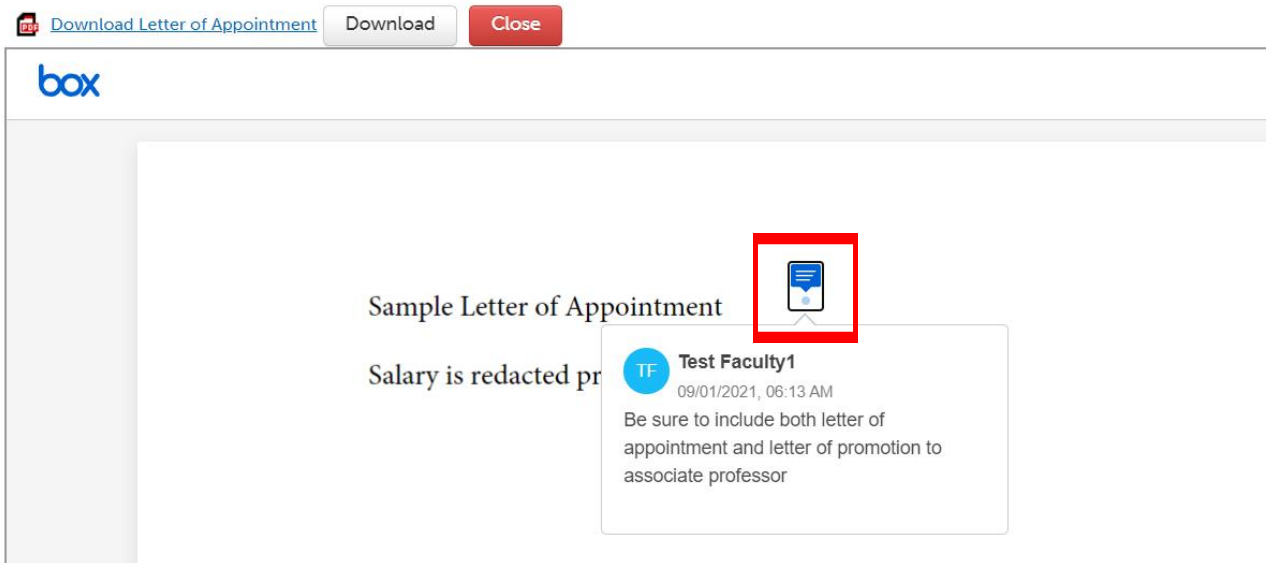 PDF Download Letter of Appointment Download Close
box
Sample Letter of Appointment
Salary is redacted pr
TF Test Faculty1
09/01/2021, 06:13 AM
Be sure to include both letter of
appointment and letter of promotion to
associate professor